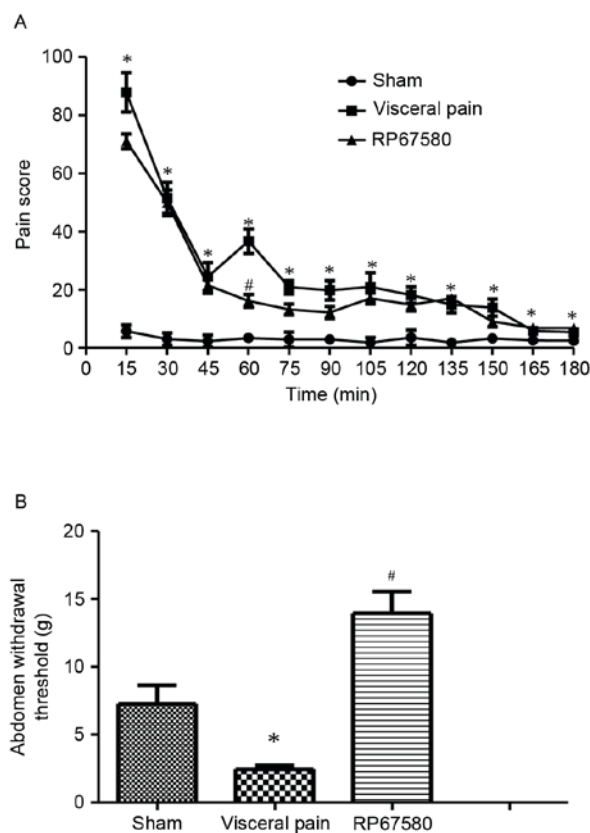 A
100
80
60
40
20
0
Pain score
Sham
Visceral pain
RP67580
*
*
*
*
#
*
*
*
*
*
*
*
*
0 15 30 45 60 75 90 105 120 135 150 165 180
Time (min)
B
20
15
10
5
0
Abdomen withdrawal
threshold (g)
*
#
Sham Visceral pain RP67580